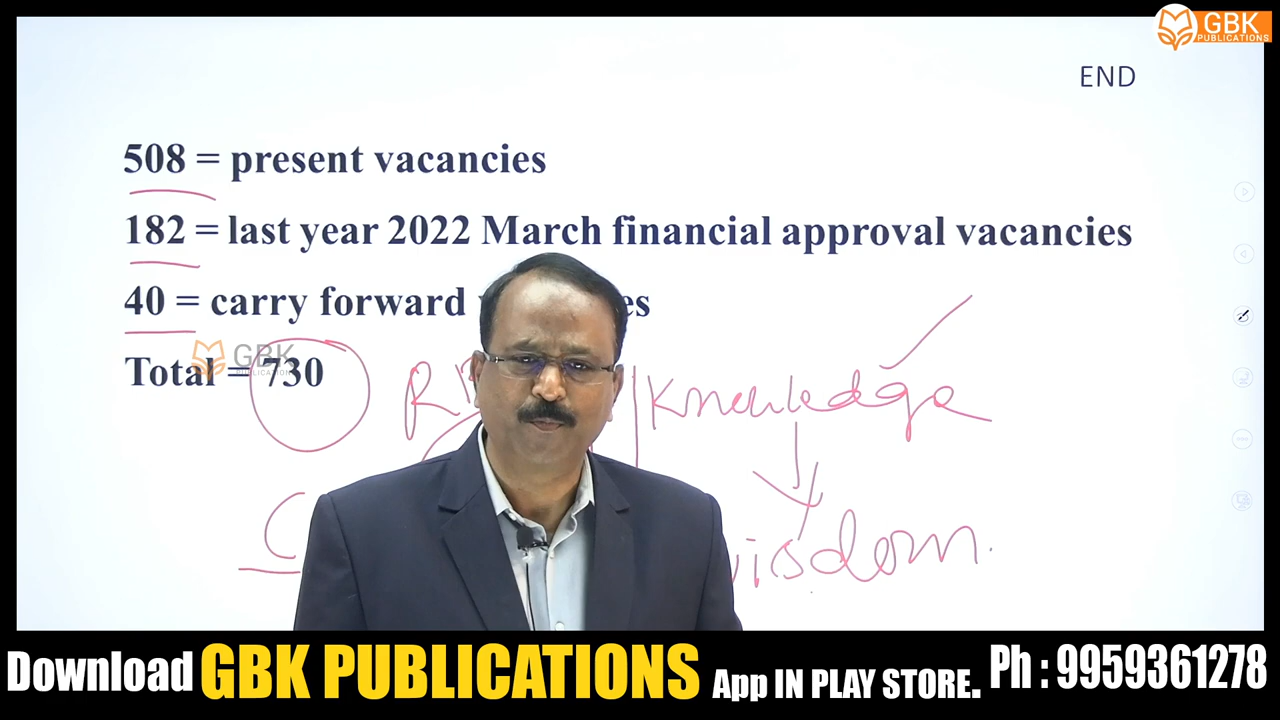 GBK
PUBLICATIONS
END
508 = present vacancies
182 = last year 2022 March financial approval vacancies
40 = carry forward
Total = 730
GBK
Knowledge
wisdom
Download GBK PUBLICATIONS App IN PLAY STORE. Ph : 9959361278